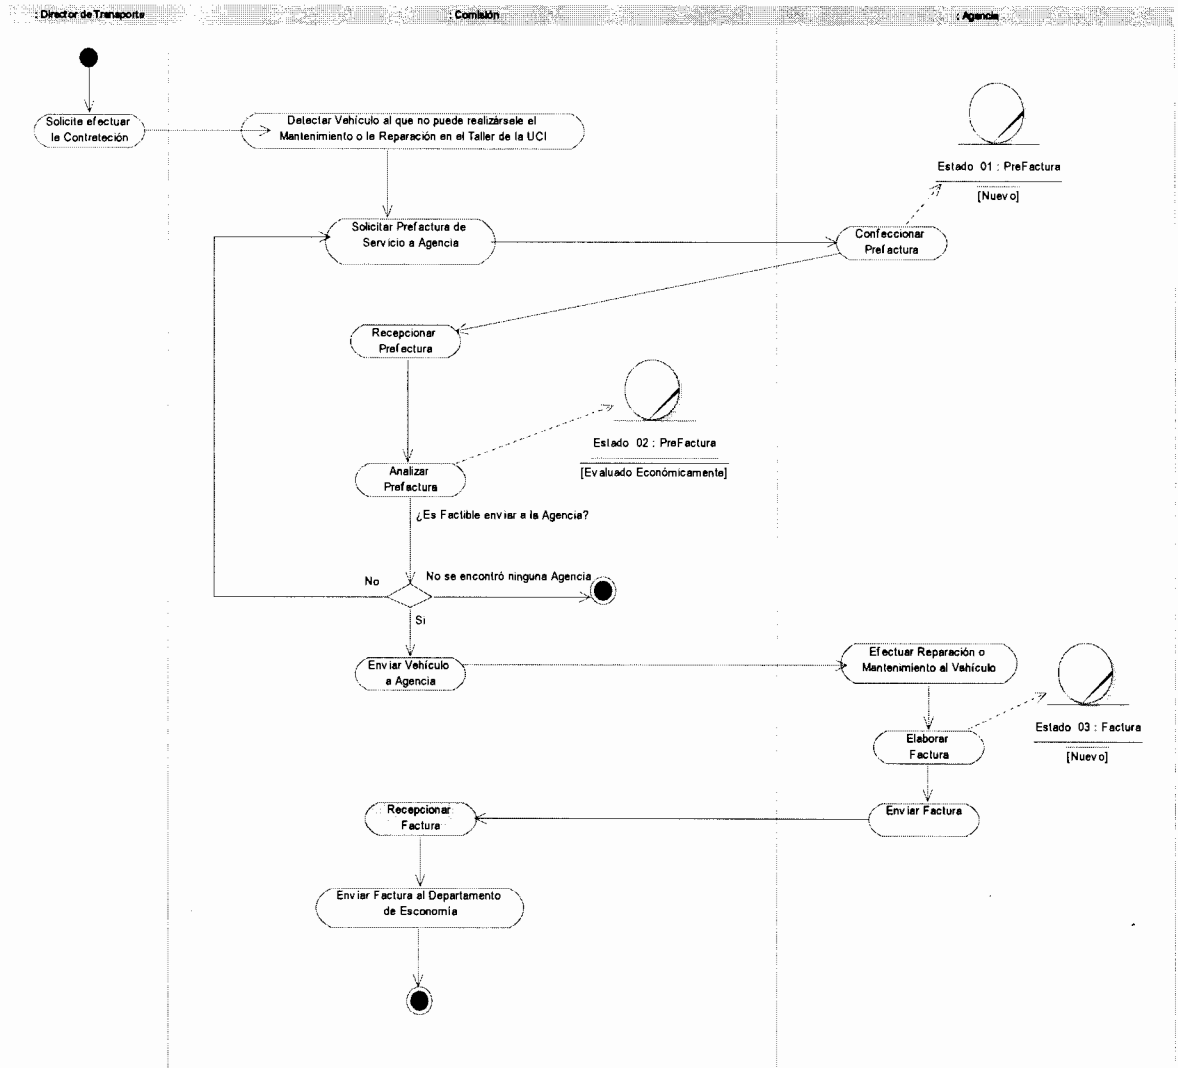 : Director de Transporte
: Comisión
: Agencia
Solicite efectuar
le Contreteción
Detectar Vehículo al que no puede realizársele el
Mantenimiento o le Reparación en el Taller de la UCI
Estado 01 : PreFactura
[Nuevo]
Solicitar Prefactura de
Servicio a Agencia
Confeccionar
Prefactura
Recepcionar
Prefectura
Estado 02 : PreFactura
[Evaluado Económicamente]
Analizar
Prefactura
¿Es Factible enviar a la Agencia?
No
No se encontró ninguna Agencia
Si
Enviar Vehículo
a Agencia
Efectuar Reparación o
Mantenimiento al Vehículo
Estado 03 : Factura
[Nuevo]
Elaborar
Factura
Recepcionar
Factura
Enviar Factura
Enviar Factura al Departamento
de Esconomía